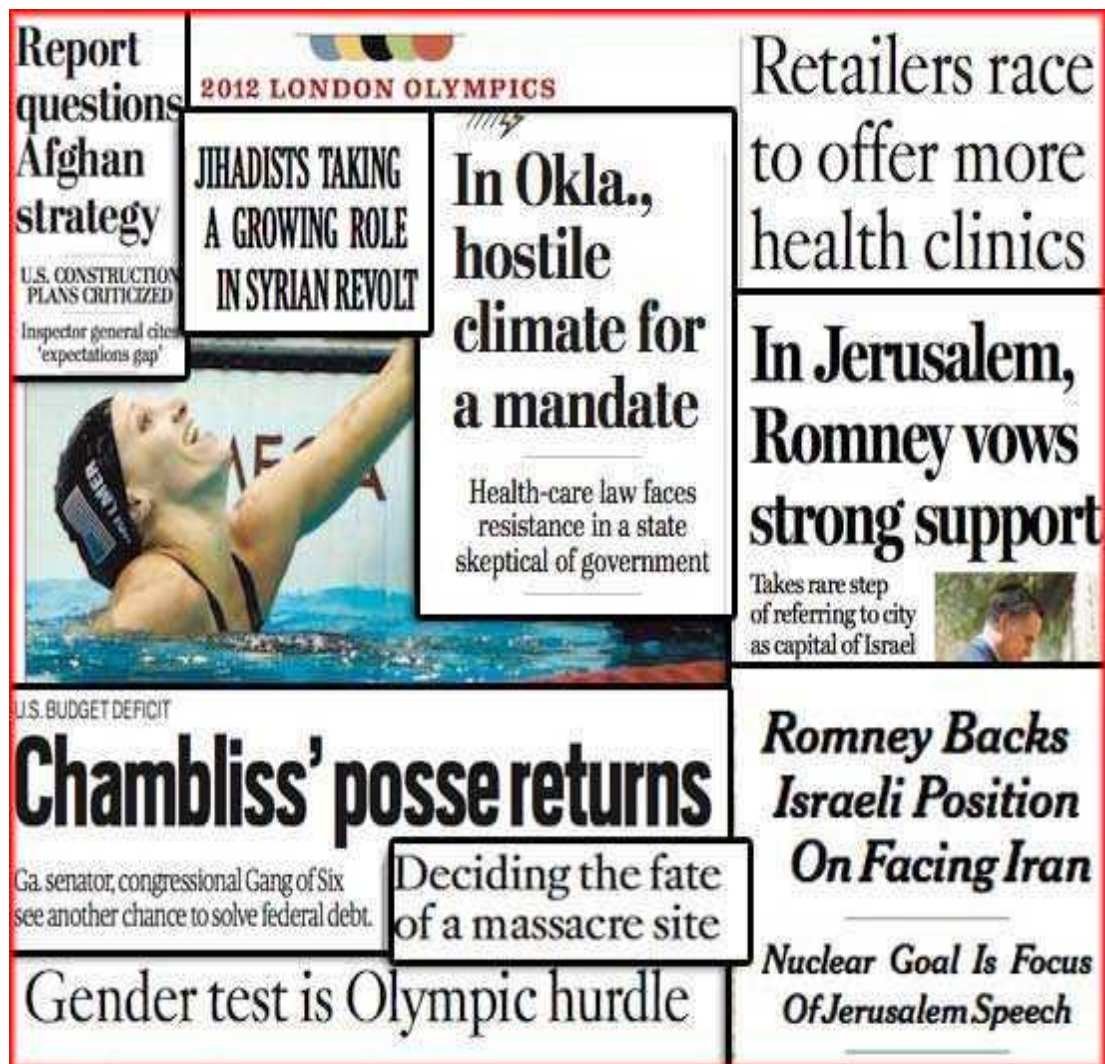 Report
questions
Afghan
strategy
U.S. CONSTRUCTION
PLANS CRITICIZED
Inspector general cites
'expectations gap'
2012 LONDON OLYMPICS
JIHADISTS TAKING
A GROWING ROLE
IN SYRIAN REVOLT
In Okla.,
hostile
climate for
a mandate
Health-care law faces
resistance in a state
skeptical of government
Retailers race
to offer more
health clinics
In Jerusalem,
Romney vows
strong support
Takes rare step
of referring to city
as capital of Israel
U.S. BUDGET DEFICIT
Chambliss' posse returns
Ga. senator, congressional Gang of Six
see another chance to solve federal debt.
Deciding the fate
of a massacre site
Gender test is Olympic hurdle
Romney Backs
Israeli Position
On Facing Iran
Nuclear Goal Is Focus
Of Jerusalem Speech